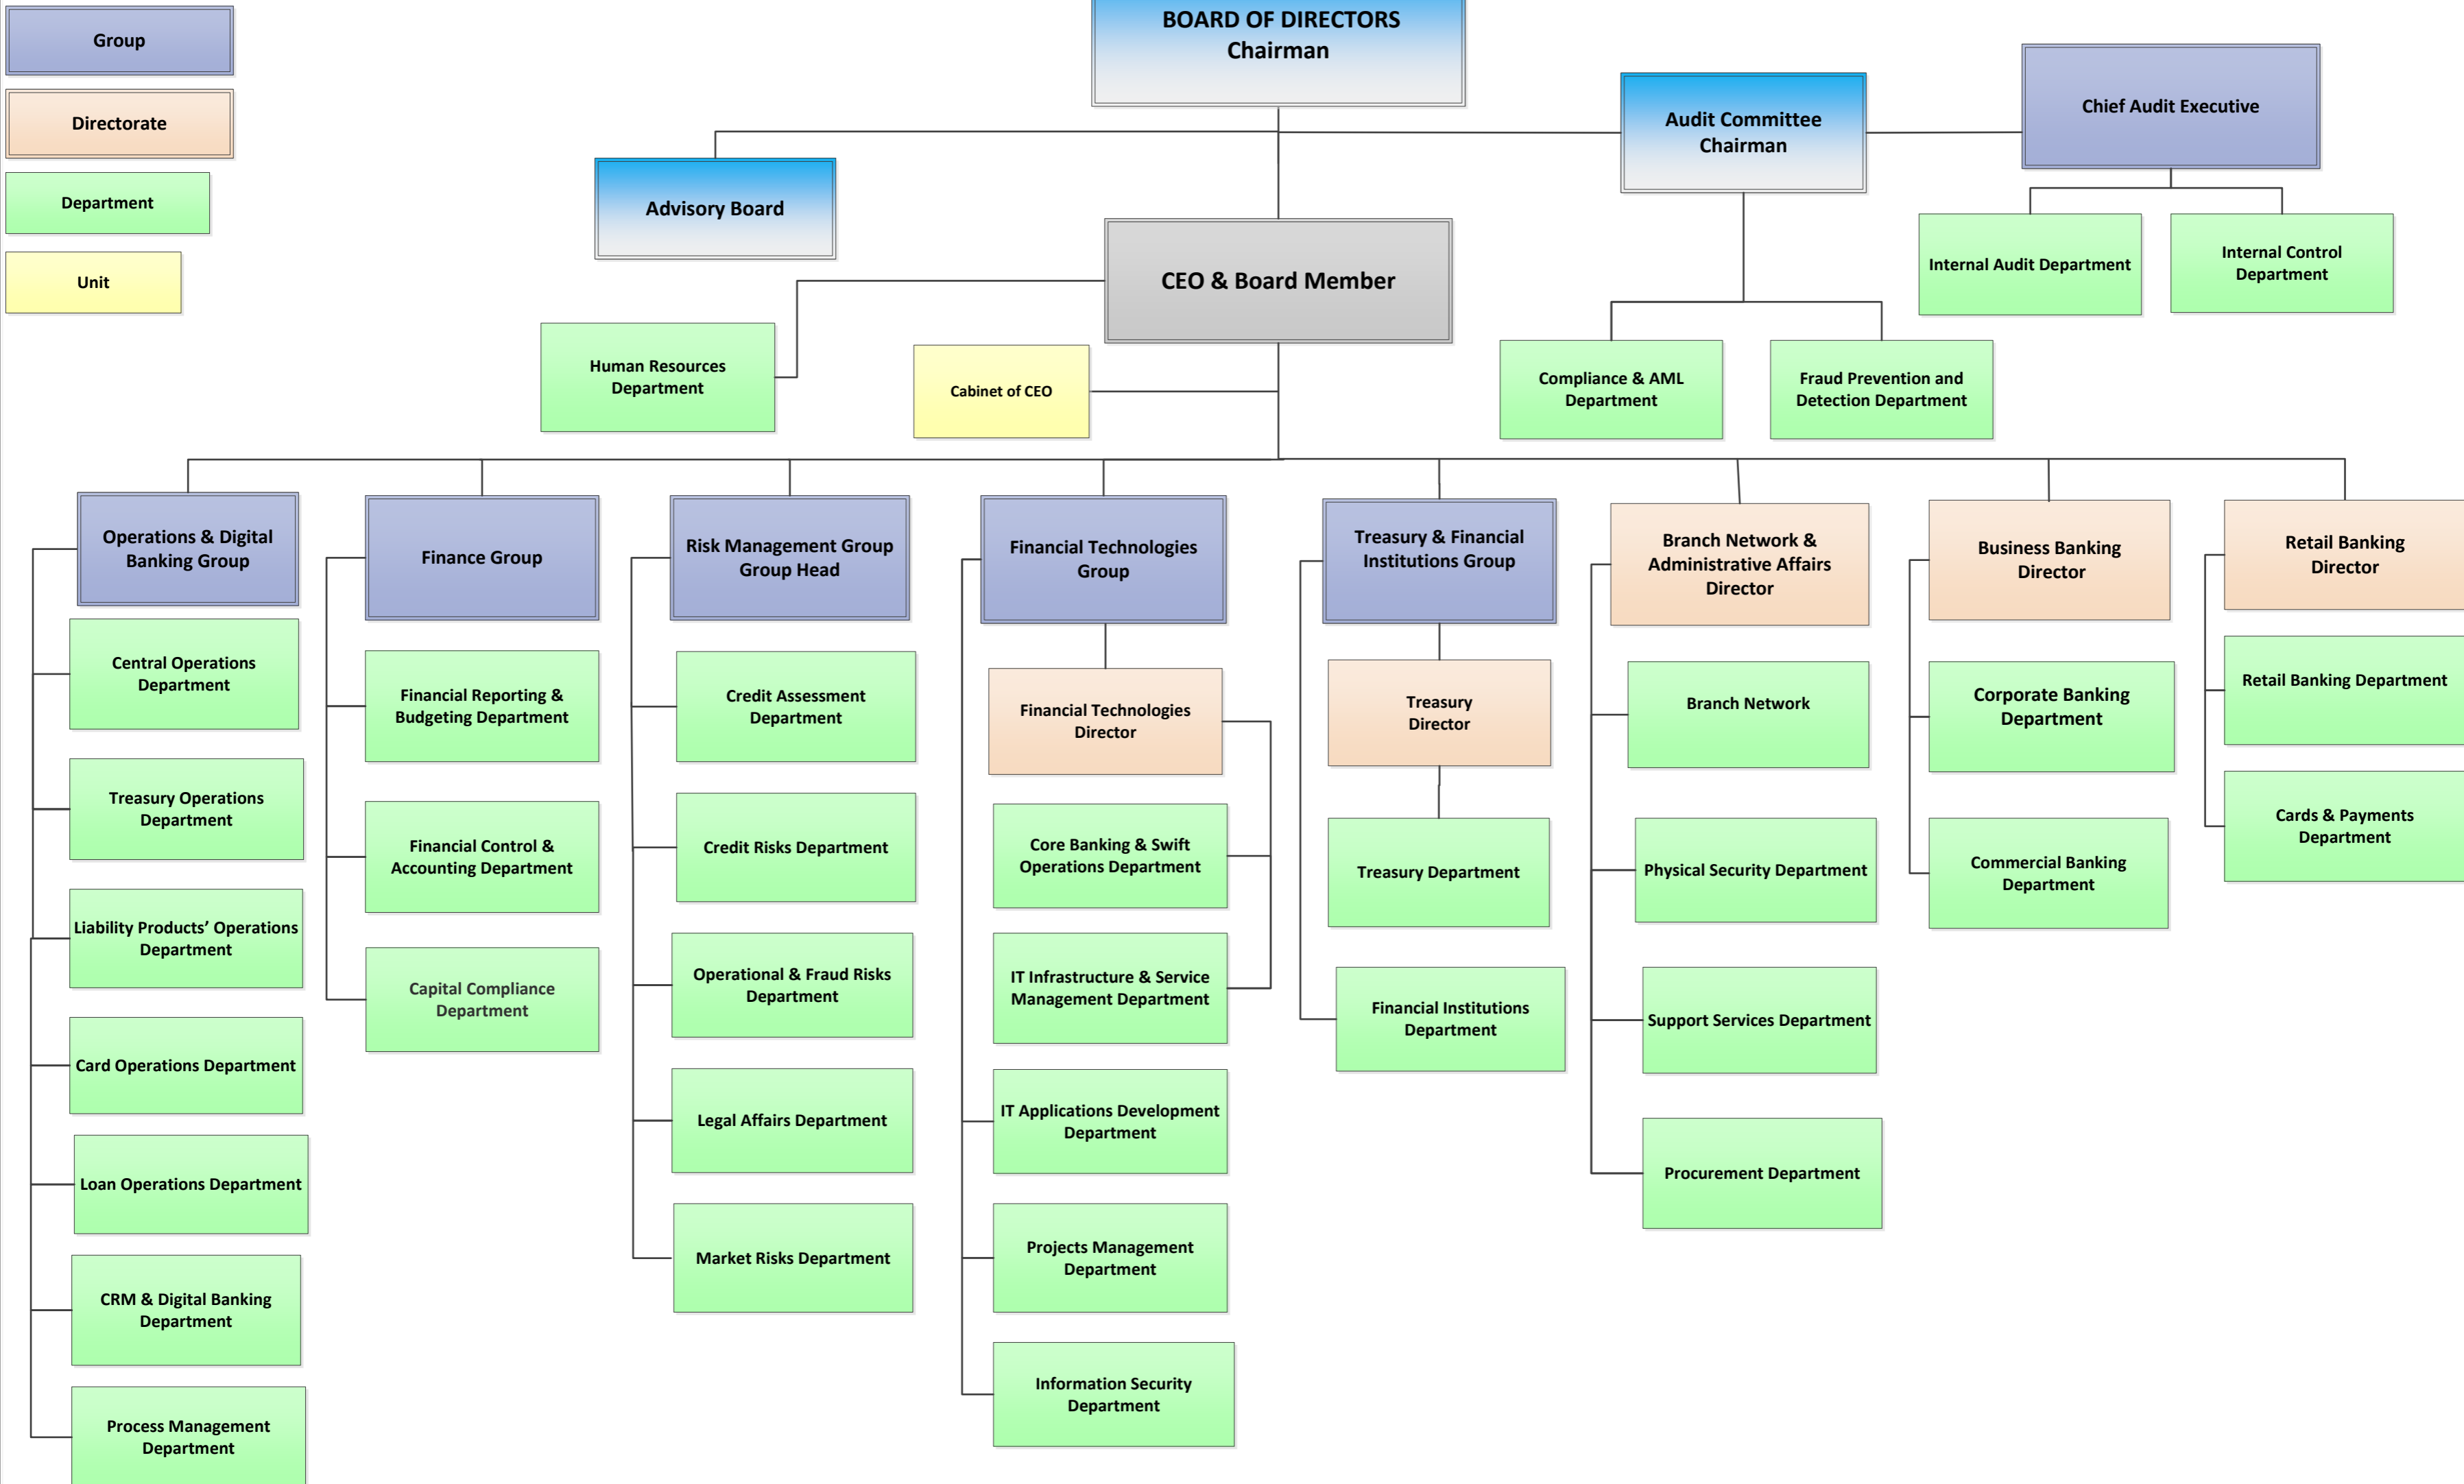 Group
Directorate
Department
Unit
BOARD OF DIRECTORS
Chairman
Advisory Board
Audit Committee
Chairman
Chief Audit Executive
CEO & Board Member
Internal Audit Department
Internal Control
Department
Human Resources
Department
Cabinet of CEO
Compliance & AML
Department
Fraud Prevention and
Detection Department
Operations & Digital
Banking Group
Central Operations
Department
Treasury Operations
Department
Liability Products’ Operations
Department
Card Operations Department
Loan Operations Department
CRM & Digital Banking
Department
Process Management
Department
Finance Group
Financial Reporting &
Budgeting Department
Financial Control &
Accounting Department
Capital Compliance
Department
Risk Management Group
Group Head
Credit Assessment
Department
Credit Risks Department
Operational & Fraud Risks
Department
Legal Affairs Department
Market Risks Department
Financial Technologies
Group
Financial Technologies
Director
Core Banking & Swift
Operations Department
IT Infrastructure & Service
Management Department
IT Applications Development
Department
Projects Management
Department
Information Security
Department
Treasury & Financial
Institutions Group
Treasury
Director
Treasury Department
Financial Institutions
Department
Branch Network &
Administrative Affairs
Director
Branch Network
Physical Security Department
Support Services Department
Procurement Department
Business Banking
Director
Corporate Banking
Department
Commercial Banking
Department
Retail Banking
Director
Retail Banking Department
Cards & Payments
Department